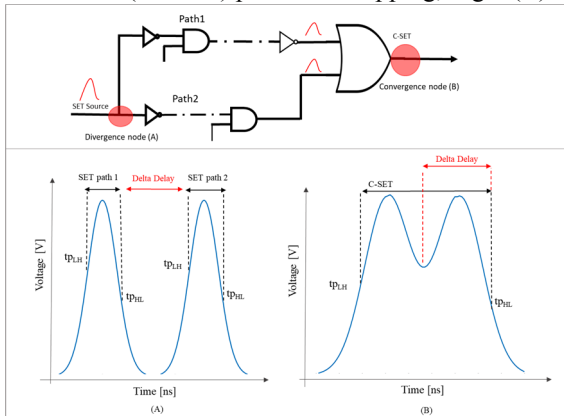 Path1
C-SET
SET Source
Path2
Divergence node (A)
Convergence node (B)
SET path 1 Delta Delay SET path 2
tpLH
tpHL
tpLH
tpHL
Voltage [V]
Time [ns]
(A)
Delta Delay
C-SET
tpLH
tpHL
Voltage [V]
Time [ns]
(B)